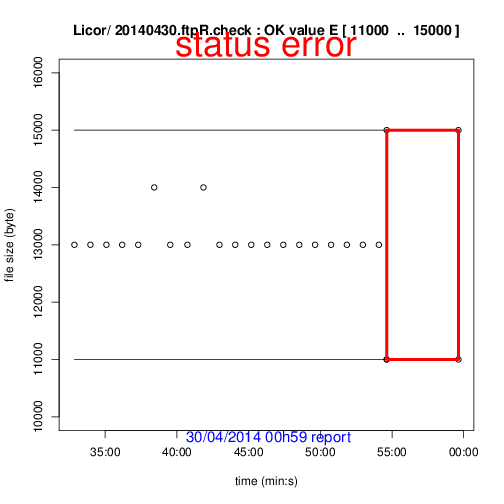 Licor/ 20140430.ftpR.check : OK value E [ 11000  ..  15000 ]
status error
16000
15000
14000
13000
12000
11000
10000
file size (byte)
30/04/2014 00h59 report
35:00 40:00 45:00 50:00 55:00 00:00
time (min:s)